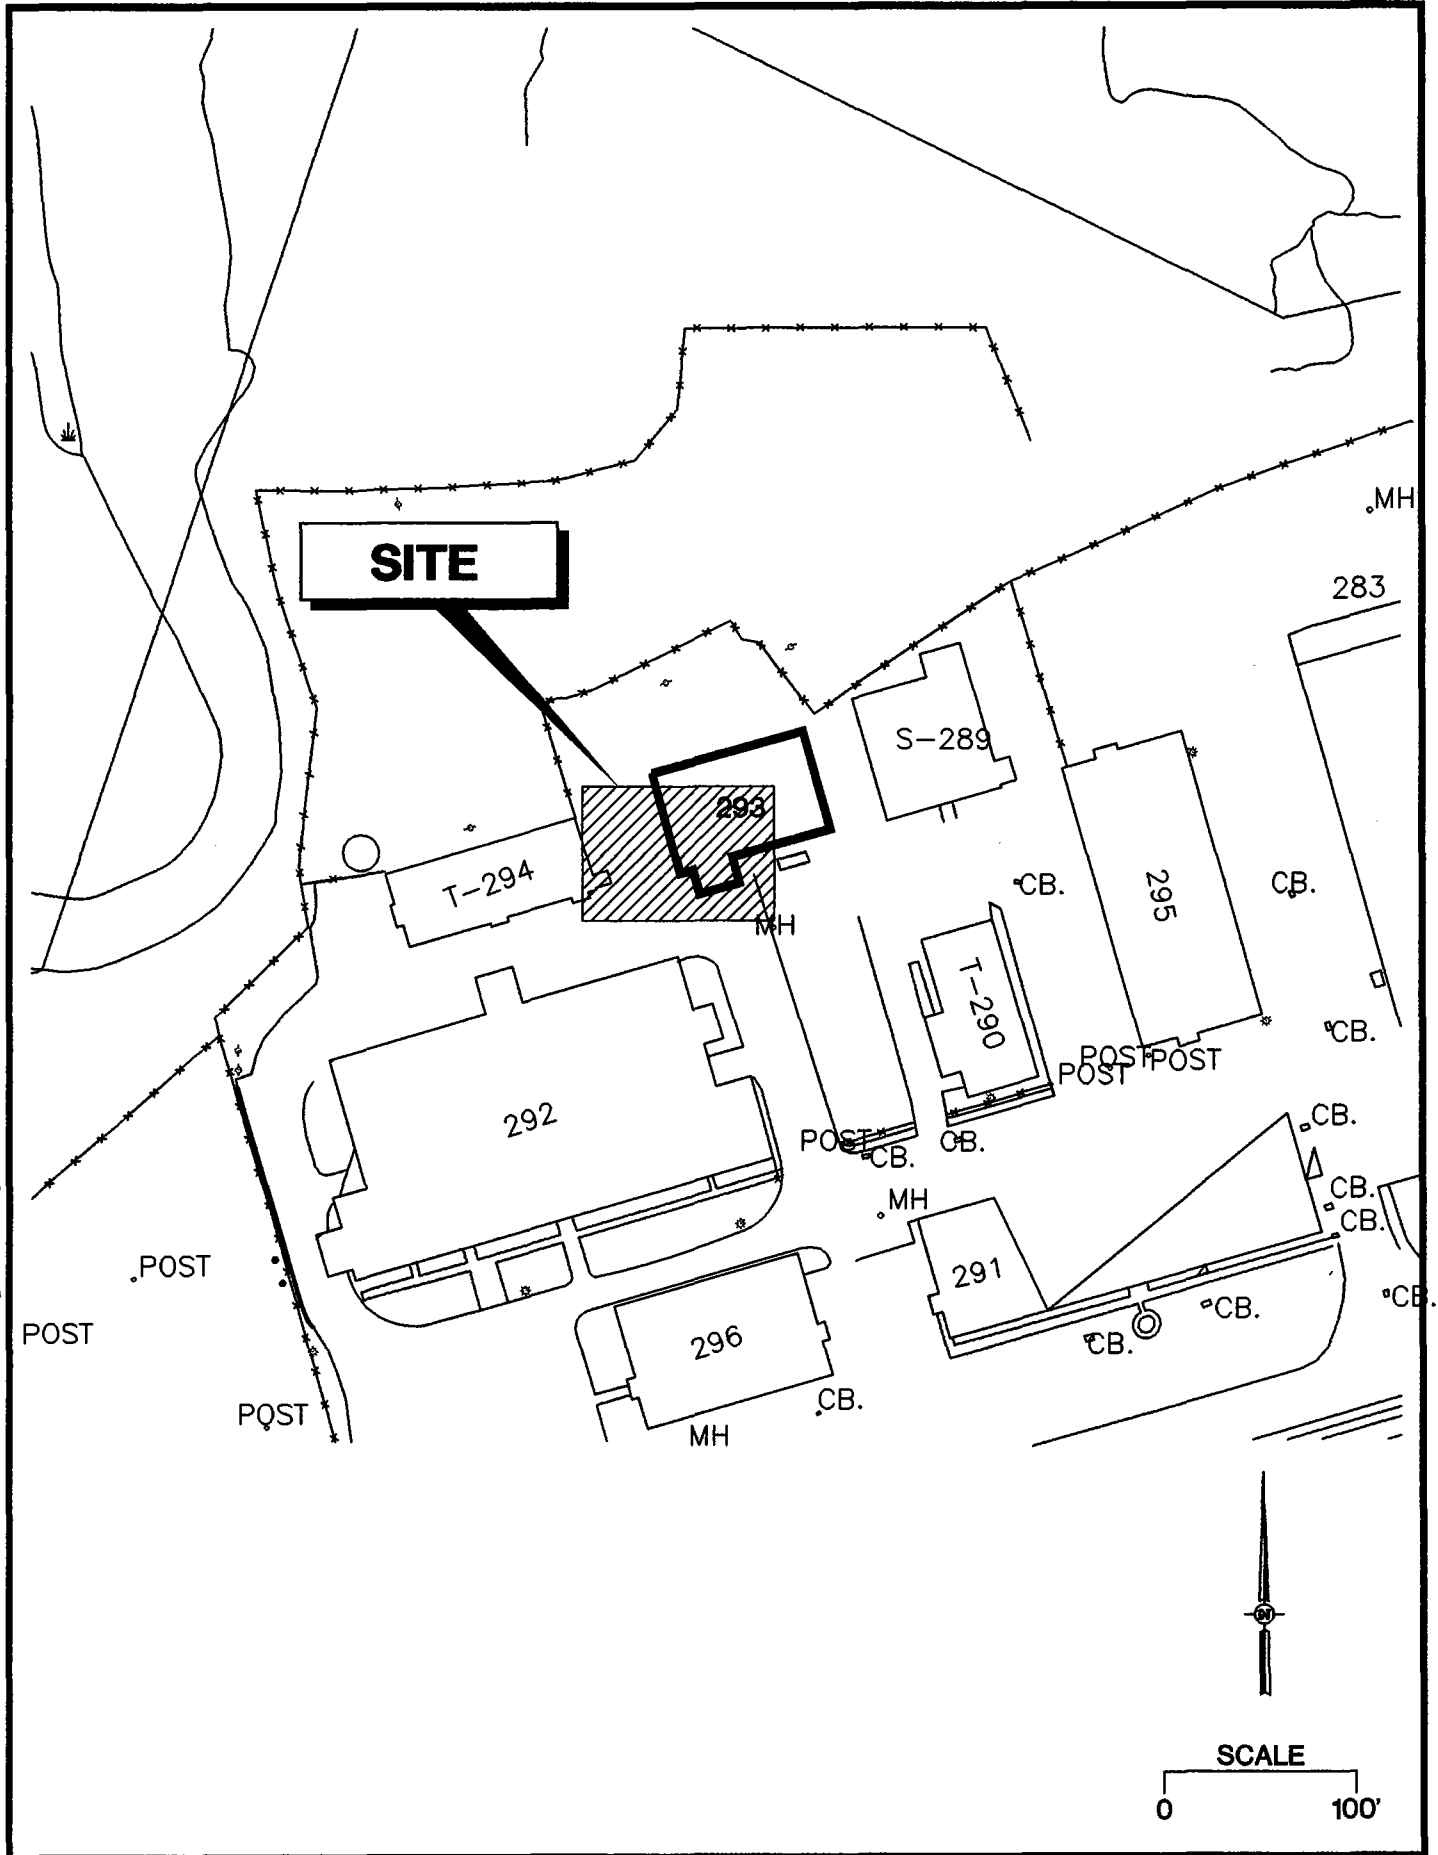 MH
SITE
283
S-289
293
T-294
CB.
295
CB.
MH
T-290
CB.
POST
POST
POST
292
CB.
POST
CB.
CB.
MH
CB.
CB.
POST
291
CB.
CB.
POST
296
CB.
POST
CB.
MH
N
SCALE
0 100'